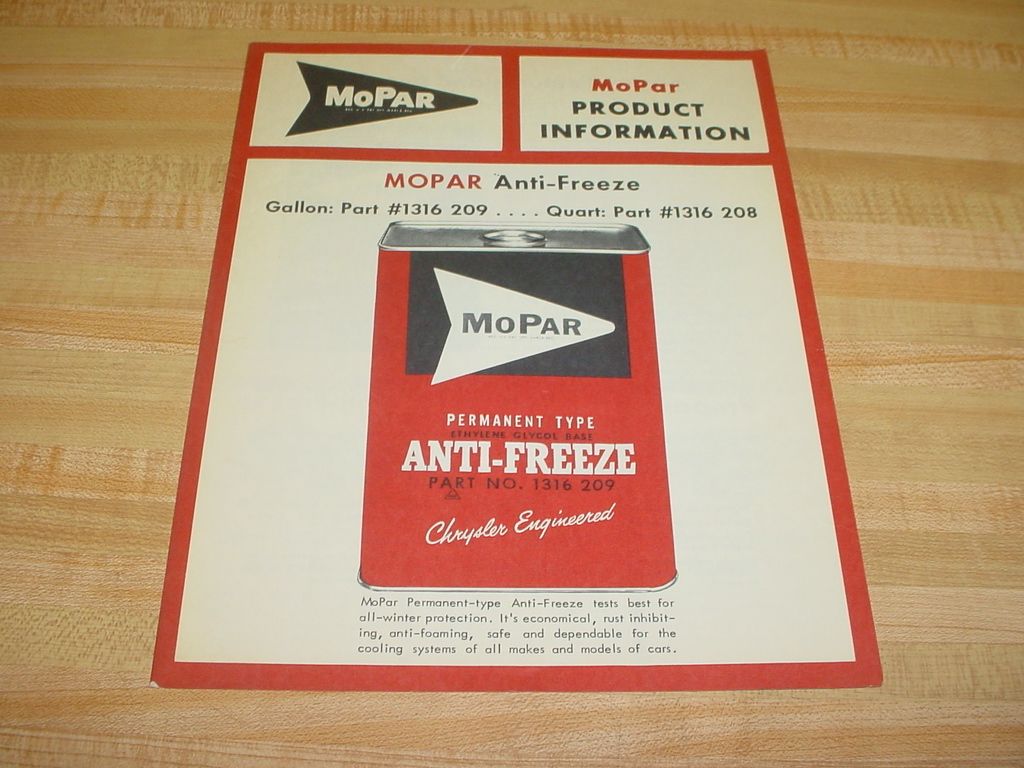 MoPar
MoPar
PRODUCT
INFORMATION
MOPAR Anti-Freeze
Gallon: Part #1316 209 . . . . Quart: Part #1316 208
MoPar
PERMANENT TYPE
ETHYLENE GLYCOL BASE
ANTI-FREEZE
PART NO. 1316 209
Chrysler Engineered
MoPar Permanent-type Anti-Freeze tests best for
all-winter protection. It's economical, rust inhibit-
ing, anti-foaming, safe and dependable for the
cooling systems of all makes and models of cars.